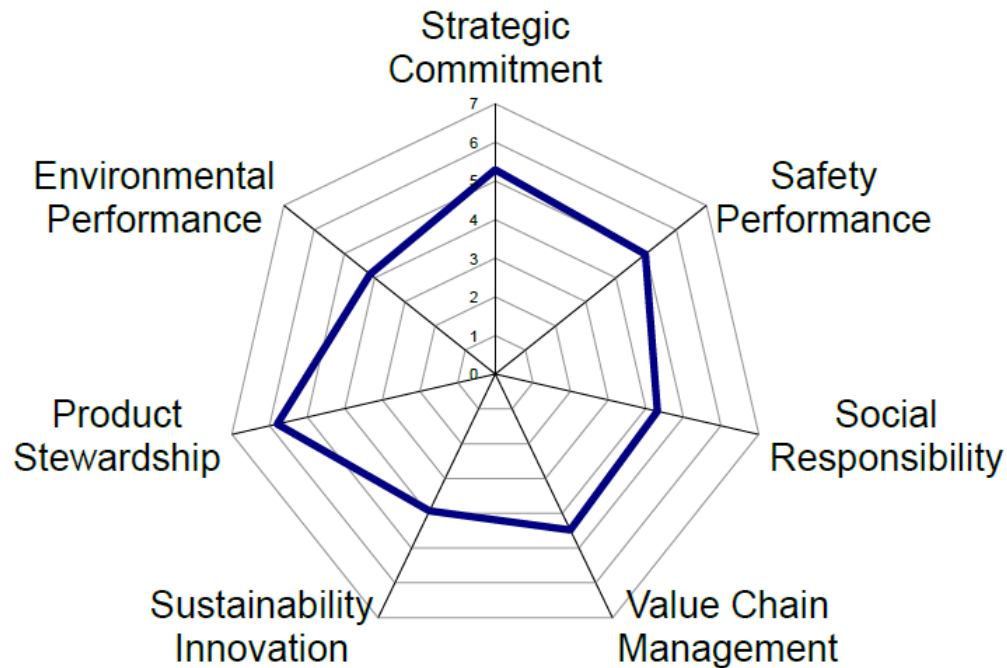 Strategic
Commitment
7
6
5
4
3
2
1
0
Environmental
Performance
Safety
Performance
Product
Stewardship
Social
Responsibility
Sustainability
Innovation
Value Chain
Management